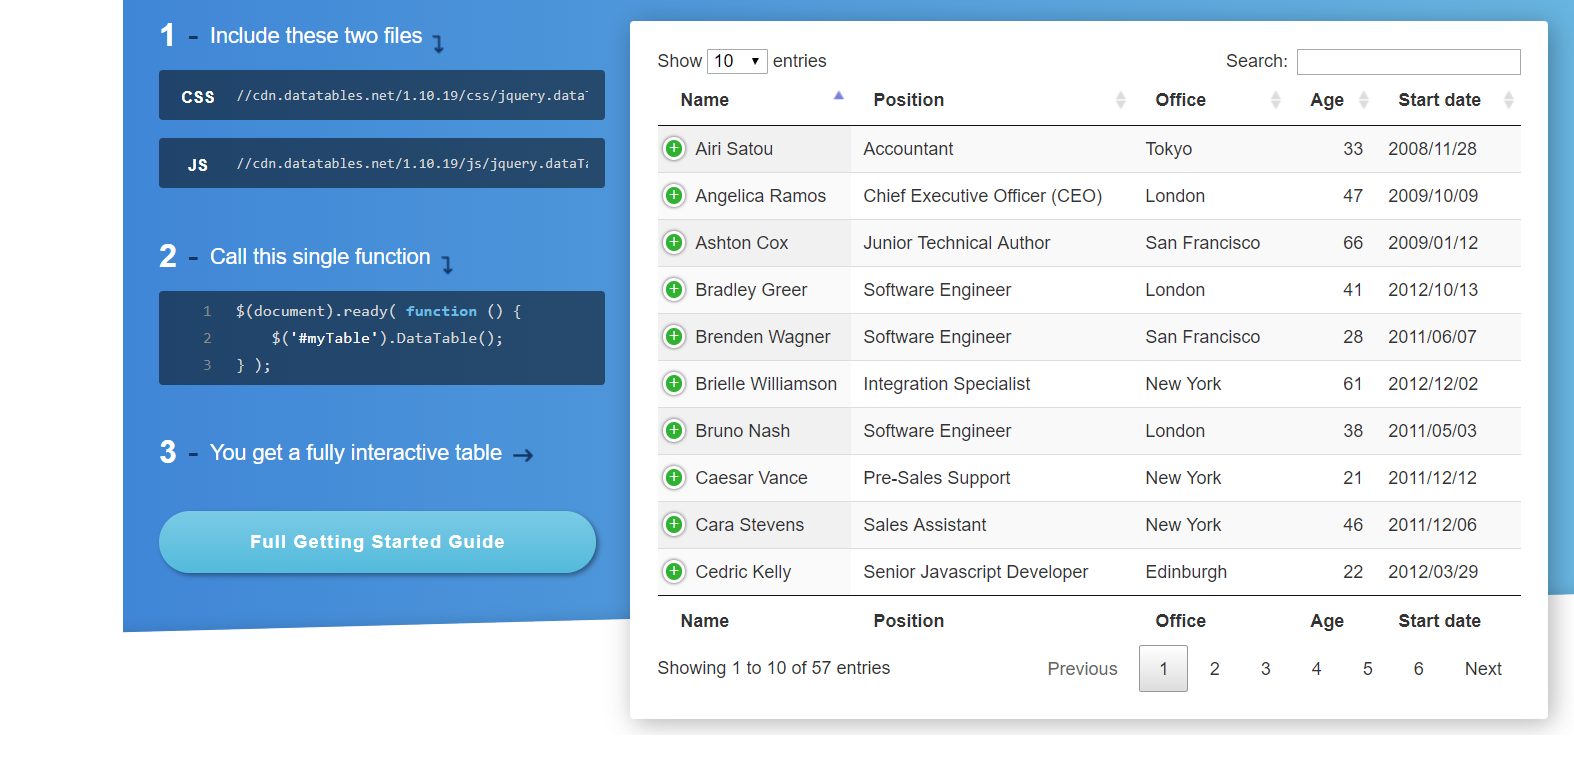 1 - Include these two files
CSS //cdn.datatables.net/1.10.19/css/jquery.data
JS //cdn.datatables.net/1.10.19/js/jquery.dataTa
2 - Call this single function
1 $(document).ready( function () {
2 $('#myTable').DataTable();
3 } );
3 - You get a fully interactive table
Full Getting Started Guide
Show 10 entries
Search:
Name Position Office Age Start date
Airi Satou Accountant Tokyo 33 2008/11/28
Angelica Ramos Chief Executive Officer (CEO) London 47 2009/10/09
Ashton Cox Junior Technical Author San Francisco 66 2009/01/12
Bradley Greer Software Engineer London 41 2012/10/13
Brenden Wagner Software Engineer San Francisco 28 2011/06/07
Brielle Williamson Integration Specialist New York 61 2012/12/02
Bruno Nash Software Engineer London 38 2011/05/03
Caesar Vance Pre-Sales Support New York 21 2011/12/12
Cara Stevens Sales Assistant New York 46 2011/12/06
Cedric Kelly Senior Javascript Developer Edinburgh 22 2012/03/29
Name Position Office Age Start date
Showing 1 to 10 of 57 entries
Previous 1 2 3 4 5 6 Next